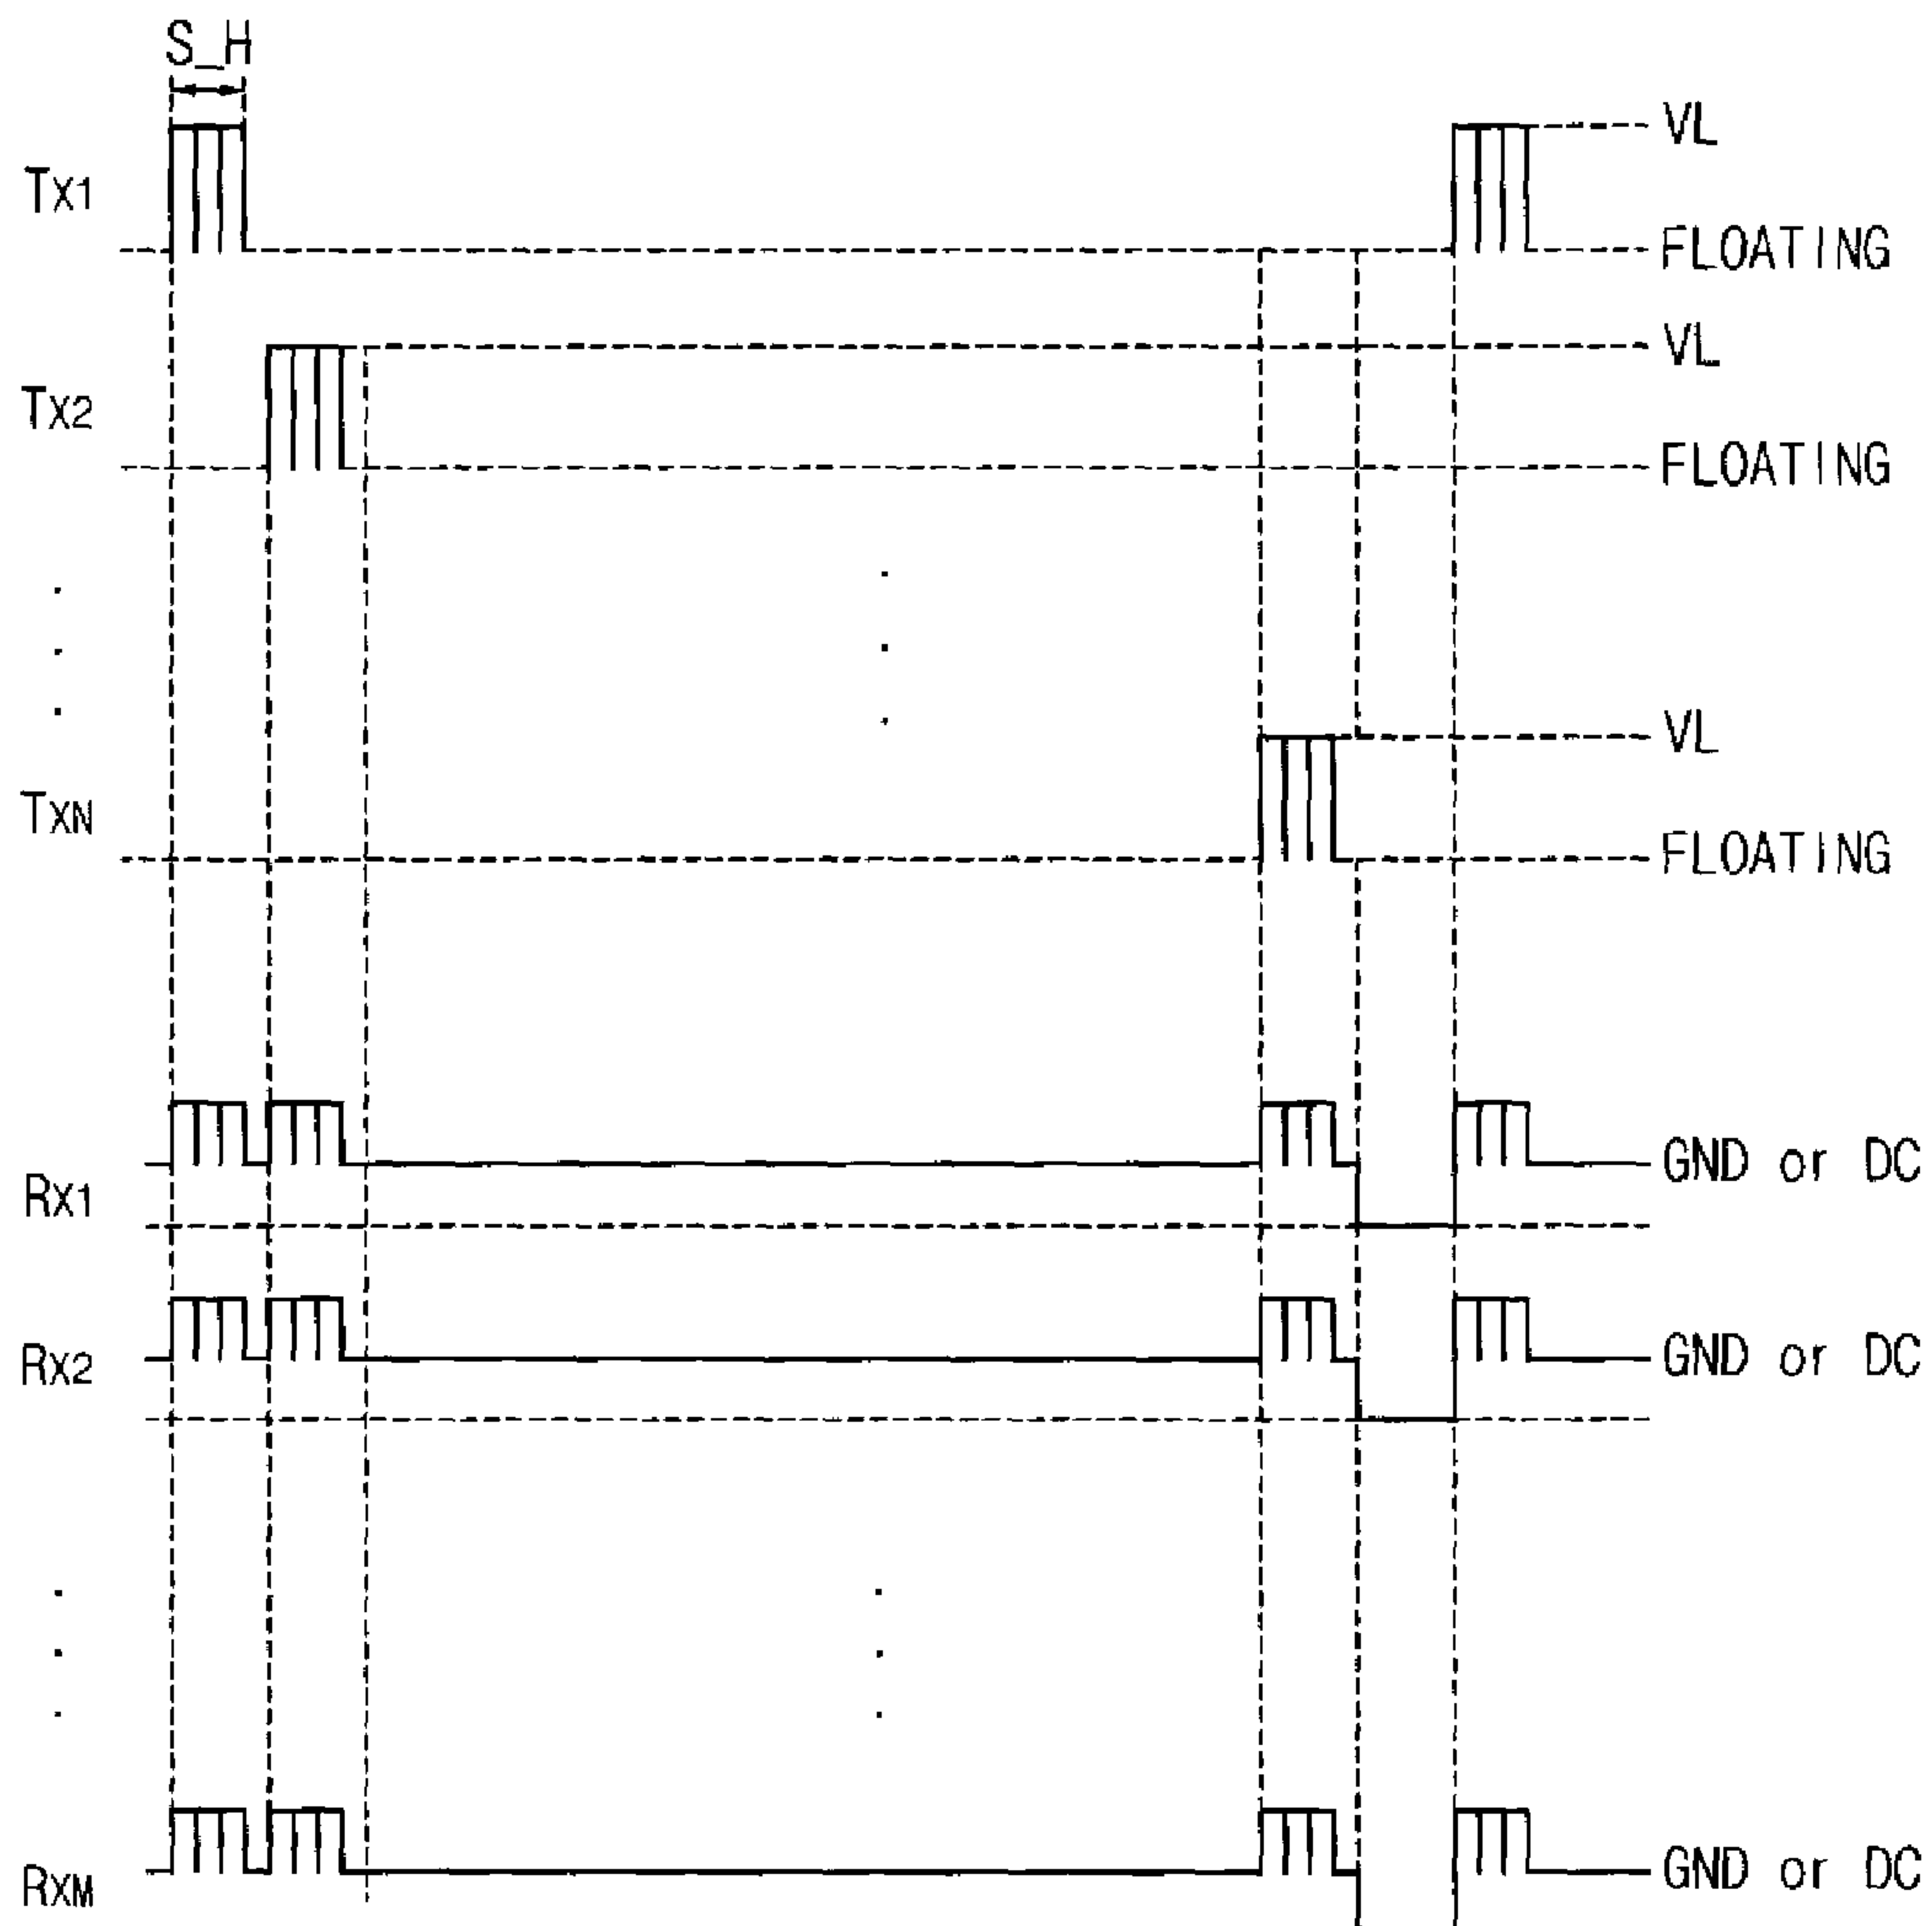 S_H
VL
Tx1
FLOATING
VL
Tx2
FLOATING
VL
TxN
FLOATING
GND or DC
Rx1
GND or DC
Rx2
GND or DC
RxM